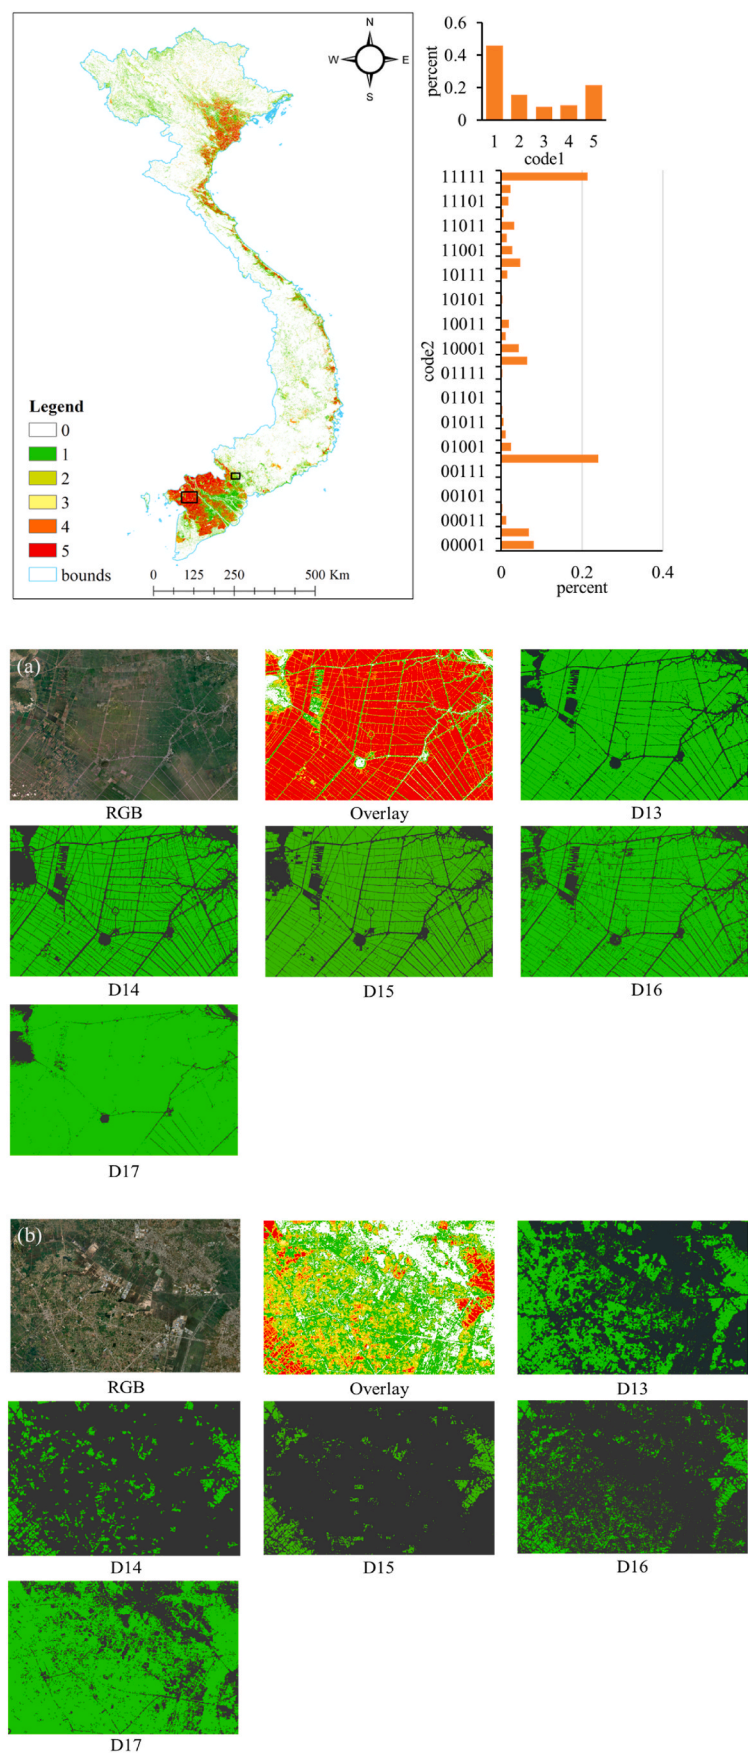 N
W E
S
Legend
0
1
2
3
4
5
bounds
0 125 250 500 Km
0.6
0.4
0.2
0
percent
1 2 3 4 5
code1
11111
11101
11011
11001
10111
10101
10011
10001
01111
01101
01011
01001
00111
00101
00011
00001
code2
0 0.2 0.4
percent
(a)
RGB Overlay D13
D14 D15 D16
D17
(b)
RGB Overlay D13
D14 D15 D16
D17